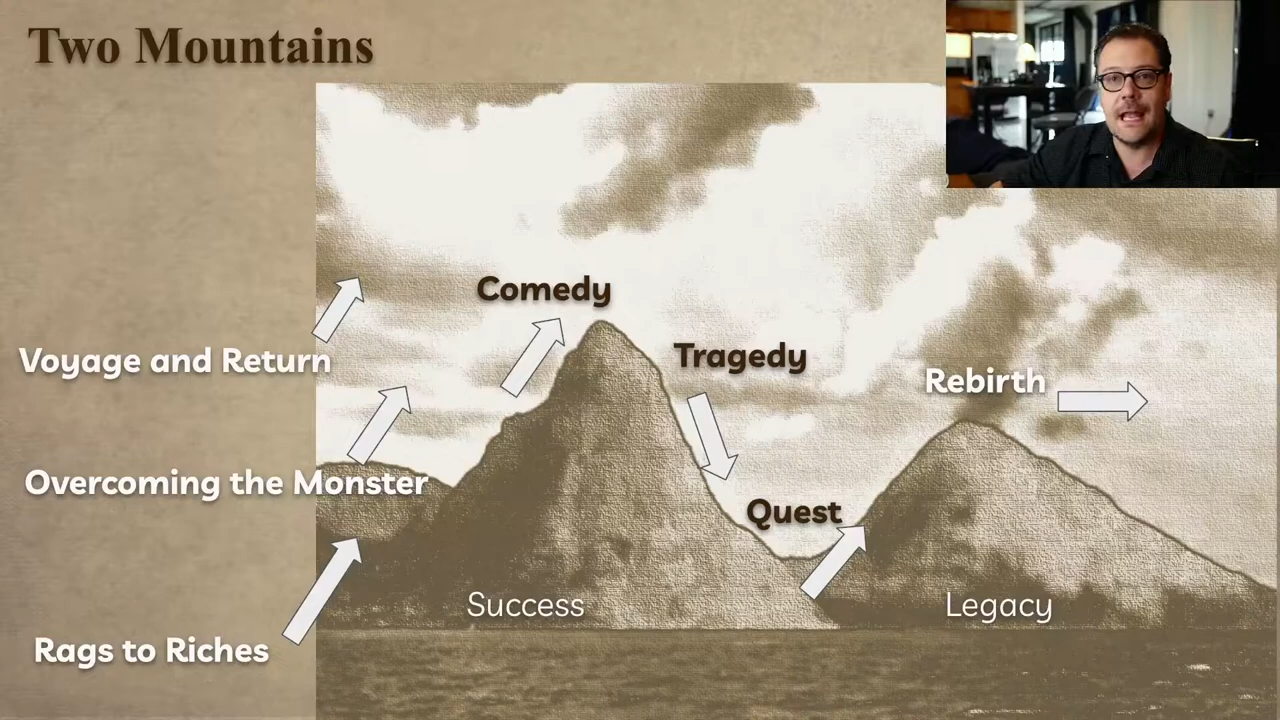 Two Mountains
Comedy
Tragedy
Voyage and Return
Rebirth
Overcoming the Monster
Quest
Success
Legacy
Rags to Riches